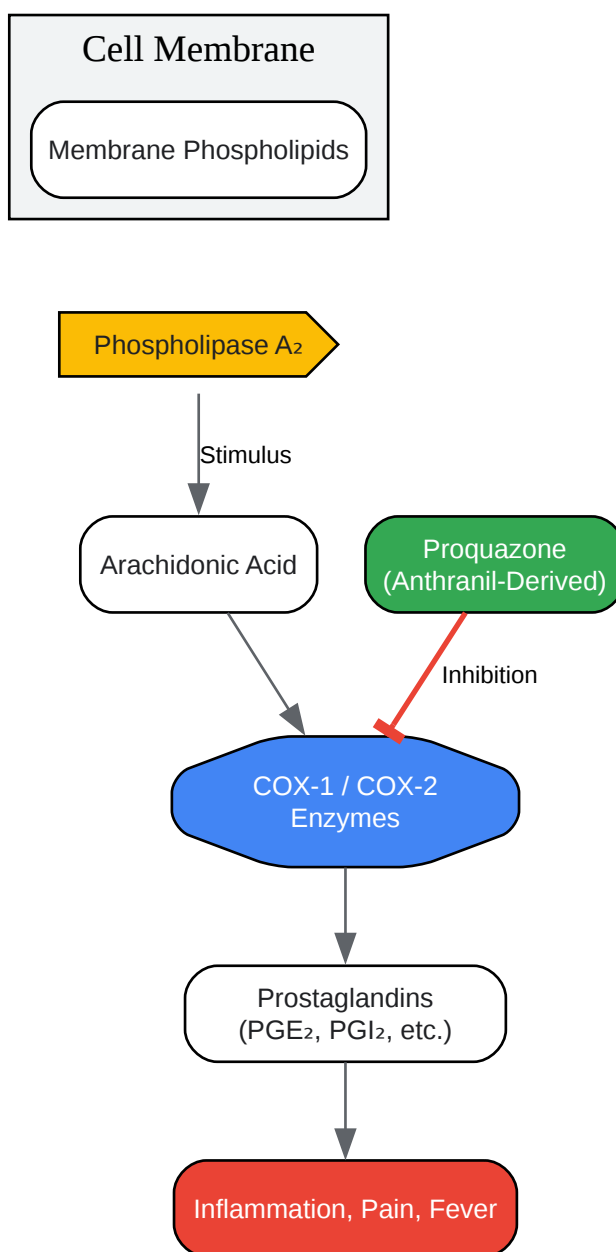 Cell Membrane
Membrane Phospholipids
Phospholipase A₂
Stimulus
Arachidonic Acid
Proquazone
(Anthranil-Derived)
Inhibition
COX-1 / COX-2
Enzymes
Prostaglandins
(PGE₂, PGI₂, etc.)
Inflammation, Pain, Fever